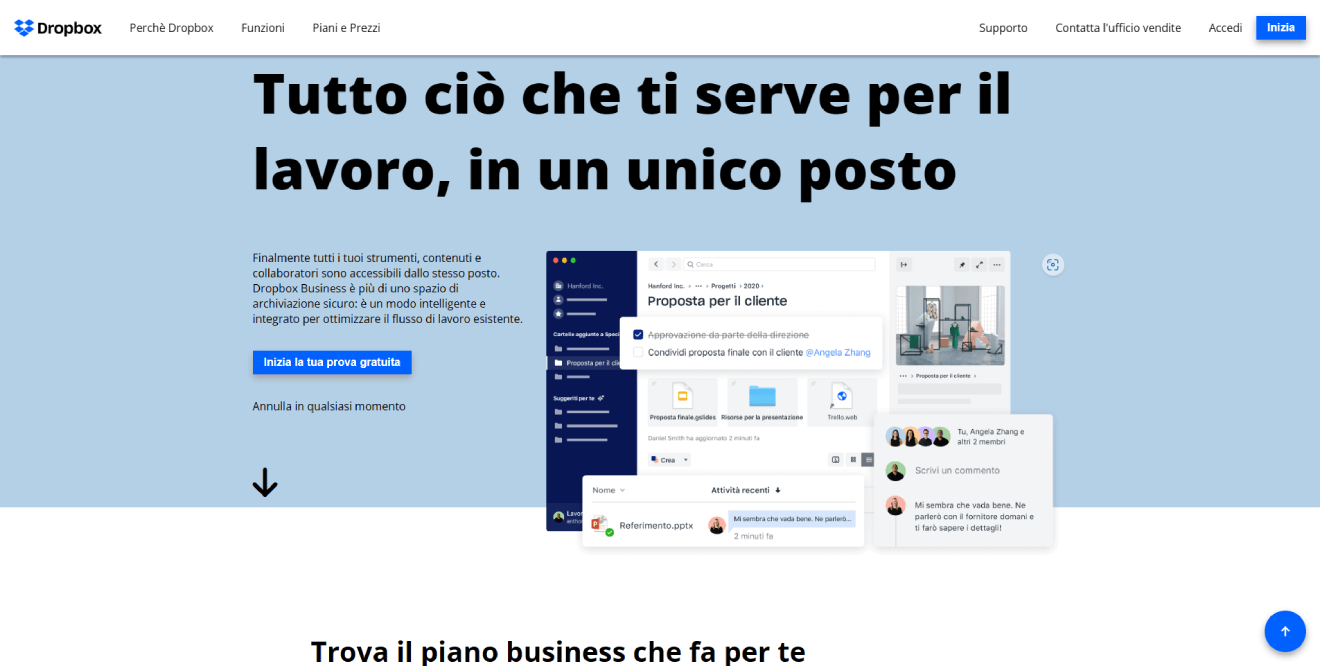 Dropbox
Perchè Dropbox
Funzioni
Piani e Prezzi
Supporto
Contatta l'ufficio vendite
Accedi
Inizia
Tutto ciò che ti serve per il
lavoro, in un unico posto
Finalmente tutti i tuoi strumenti, contenuti e
collaboratori sono accessibili dallo stesso posto.
Dropbox Business è più di uno spazio di
archiviazione sicuro: è un modo intelligente e
integrato per ottimizzare il flusso di lavoro esistente.
Inizia la tua prova gratuita
Annulla in qualsiasi momento
Hanford Inc.
Cartelle aggiunte a Speci
Proposta per il clie
Suggeriti per te
Lavor
Cerca
Hanford Inc. › ··· › Progetti › 2020 ›
Proposta per il cliente
Approvazione da parte della direzione
Condividi proposta finale con il cliente @Angela Zhang
Proposta finale.gslides
Risorse per la presentazione
Trello.web
Daniel Smith ha aggiornato 2 minuti fa
Crea
··· › Proposta per il cliente ›
Nome
Attività recenti
Referimento.pptx
Mi sembra che vada bene. Ne parlerò...
2 minuti fa
Tu, Angela Zhang e
altri 2 membri
Scrivi un commento
Mi sembra che vada bene. Ne
parlerò con il fornitore domani e
ti farò sapere i dettagli!
Trova il piano business che fa per te